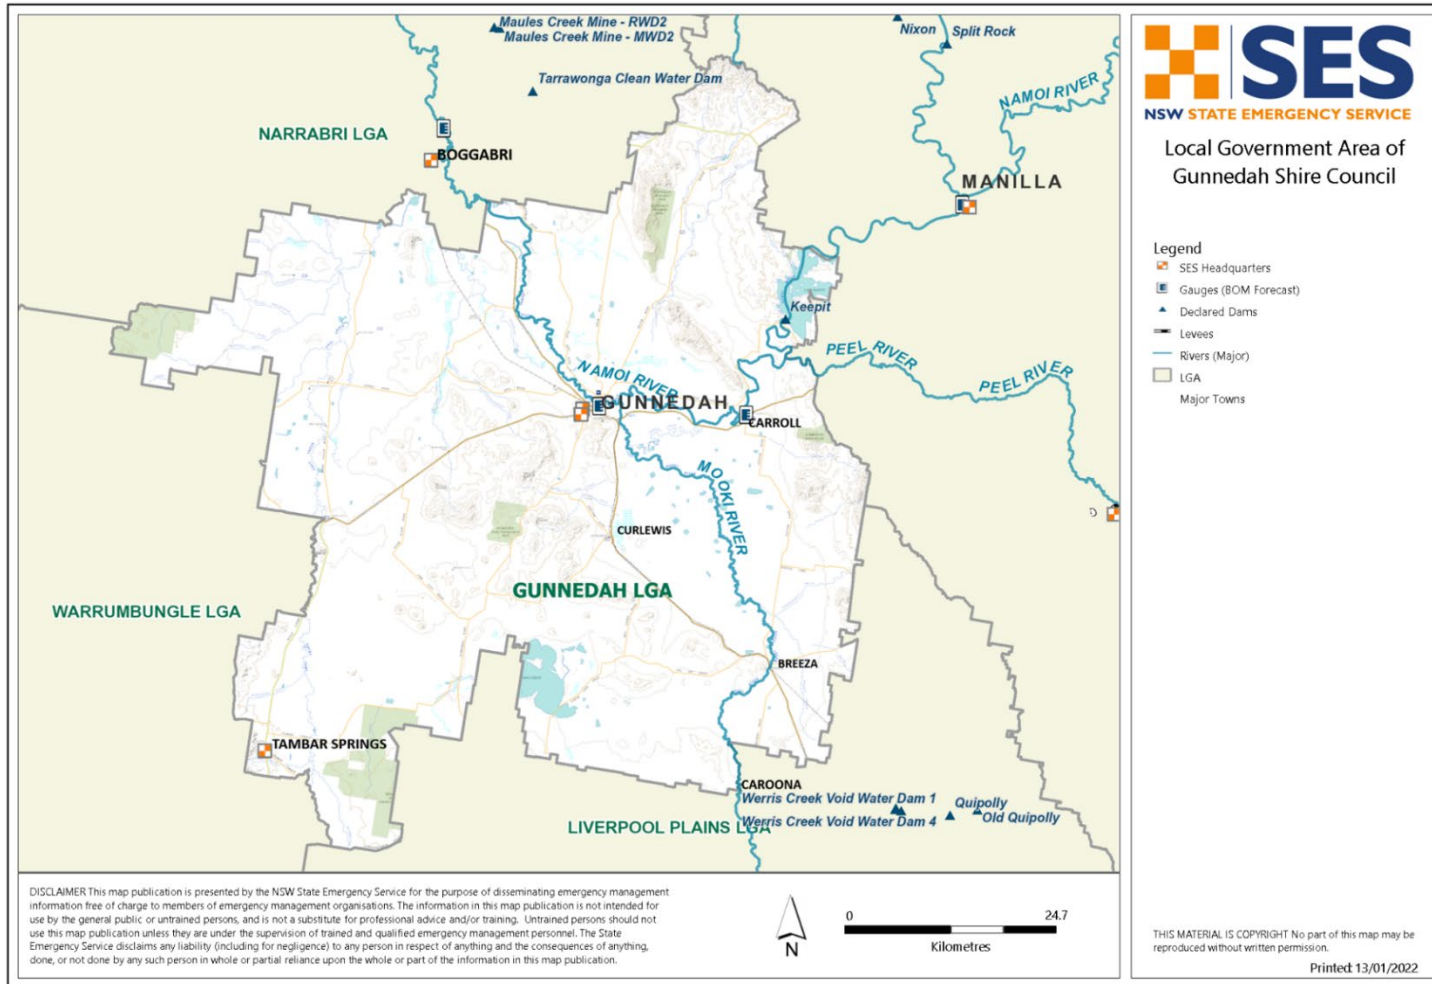 Maules Creek Mine - RWD2
Maules Creek Mine - MWD2
Nixon
Split Rock
Tarrawonga Clean Water Dam
NAMOI RIVER
NARRABRI LGA
BOGGABRI
MANILLA
Keepit
PEEL RIVER
PEEL RIVER
NAMOI RIVER
GUNNEDAH
CARROLL
MOOKI RIVER
CURLEWIS
GUNNEDAH LGA
WARRUMBUNGLE LGA
BREEZA
TAMBAR SPRINGS
CAROONA
Werris Creek Void Water Dam 1
Quipolly
Werris Creek Void Water Dam 4
Old Quipolly
LIVERPOOL PLAINS LGA
SES
NSW STATE EMERGENCY SERVICE
Local Government Area of
Gunnedah Shire Council
Legend
SES Headquarters
Gauges (BOM Forecast)
Declared Dams
Levees
Rivers (Major)
LGA
Major Towns
DISCLAIMER This map publication is presented by the NSW State Emergency Service for the purpose of disseminating emergency management
information free of charge to members of emergency management organisations. The information in this map publication is not intended for
use by the general public or untrained persons, and is not a substitute for professional advice and/or training. Untrained persons should not
use this map publication unless they are under the supervision of trained and qualified emergency management personnel. The State
Emergency Service disclaims any liability (including for negligence) to any person in respect of anything and the consequences of anything,
done, or not done by any such person in whole or partial reliance upon the whole or part of the information in this map publication.
N
0 24.7
Kilometres
THIS MATERIAL IS COPYRIGHT No part of this map may be
reproduced without written permission.
Printed: 13/01/2022